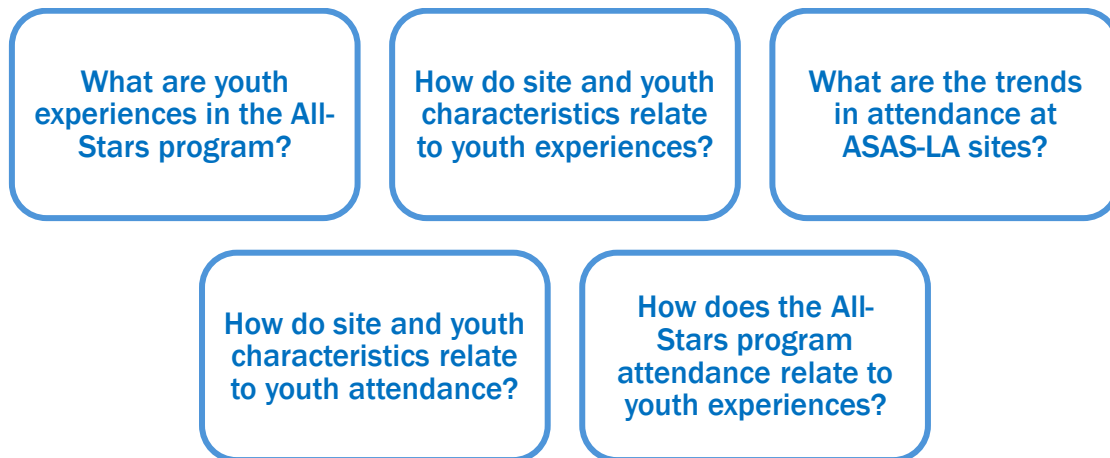 What are youth
experiences in the All-
Stars program?
How do site and youth
characteristics relate
to youth experiences?
What are the trends
in attendance at
ASAS-LA sites?
How do site and youth
characteristics relate
to youth attendance?
How does the All-
Stars program
attendance relate to
youth experiences?